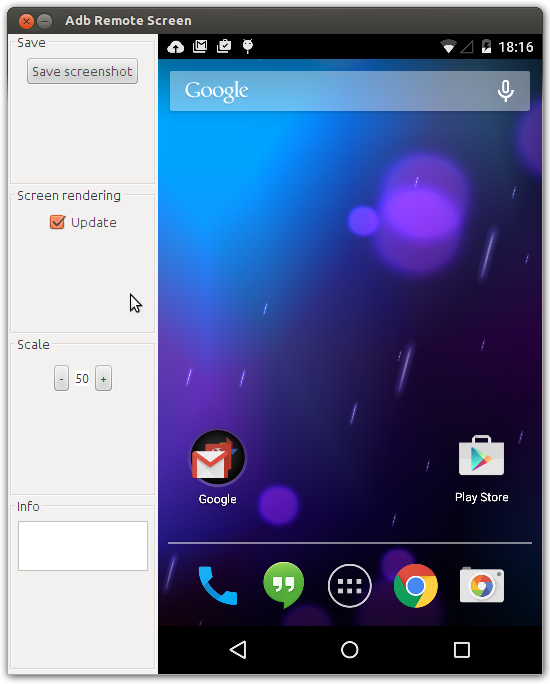 Adb Remote Screen
Save
Save screenshot
Screen rendering
Update
Scale
- 50 +
Info
18:16
Google
Google
Play Store